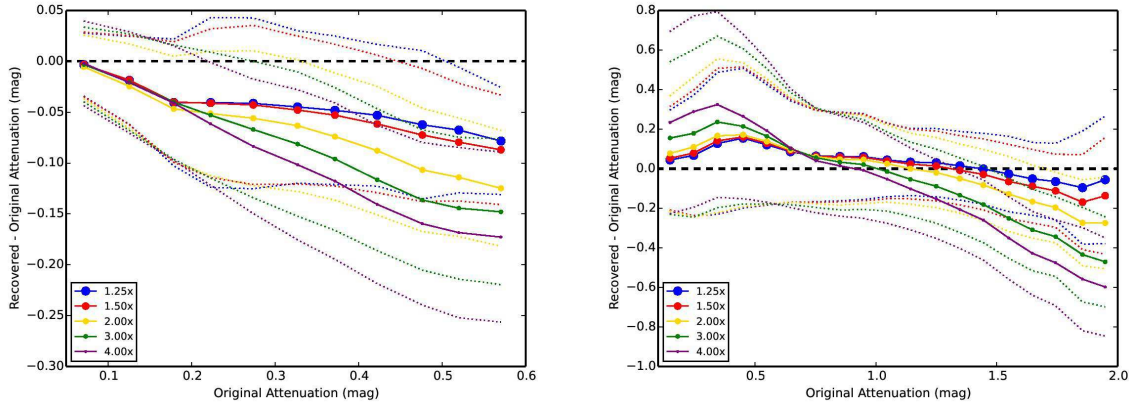 Recovered - Original Attenuation (mag)
0.05
0.00
−0.05
−0.10
−0.15
−0.20
−0.25
−0.30
1.25x
1.50x
2.00x
3.00x
4.00x
0.1 0.2 0.3 0.4 0.5 0.6
Original Attenuation (mag)
Recovered - Original Attenuation (mag)
0.8
0.6
0.4
0.2
0.0
−0.2
−0.4
−0.6
−0.8
−1.0
1.25x
1.50x
2.00x
3.00x
4.00x
0.5 1.0 1.5 2.0
Original Attenuation (mag)